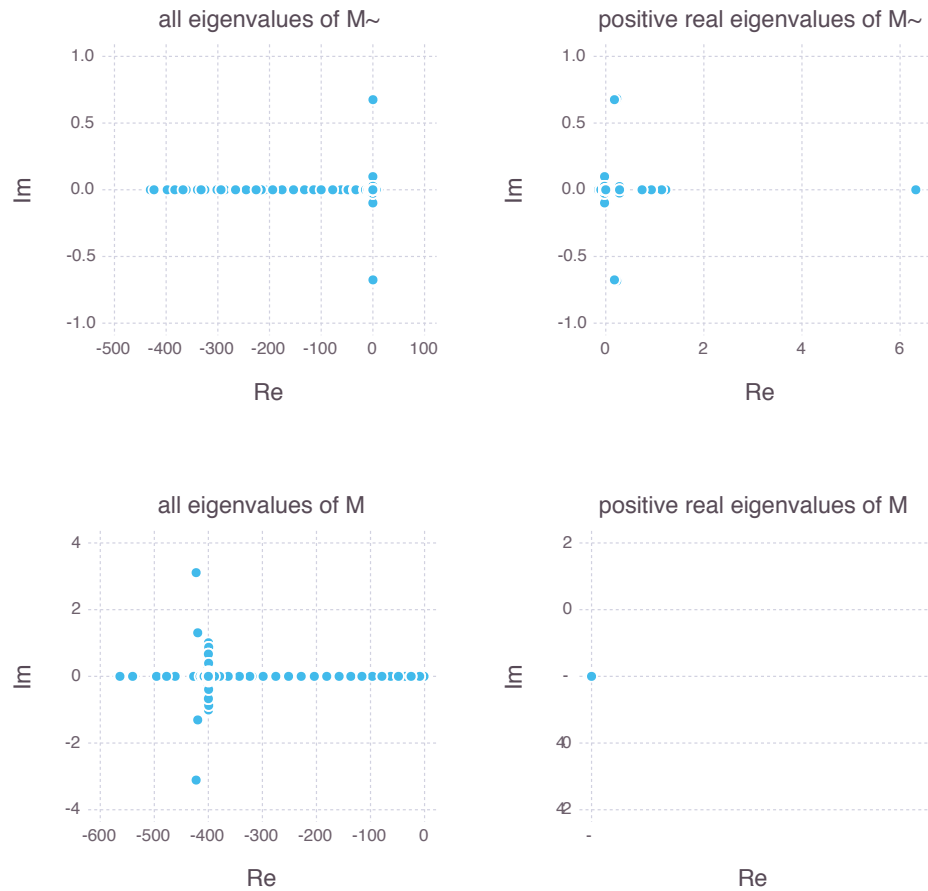 all eigenvalues of M~
1.0
0.5
0.0
-0.5
-1.0
Im
-500 -400 -300 -200 -100 0 100
Re
positive real eigenvalues of M~
1.0
0.5
0.0
-0.5
-1.0
Im
0 2 4 6
Re
all eigenvalues of M
4
2
0
-2
-4
Im
-600 -500 -400 -300 -200 -100 0
Re
positive real eigenvalues of M
2
0
-
Im
-
Re